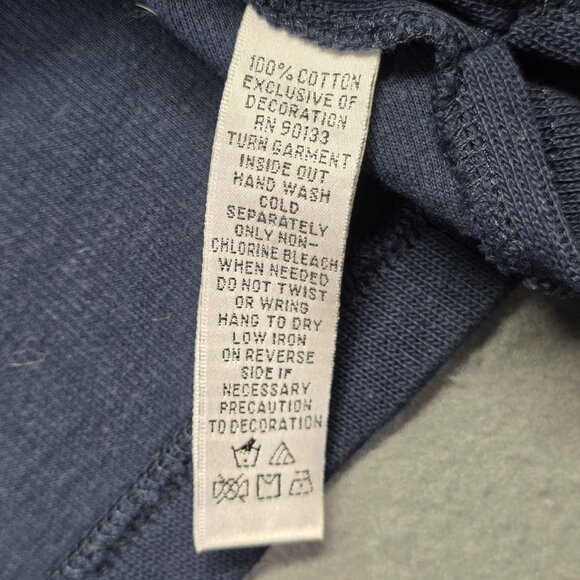 100% COTTON
EXCLUSIVE OF
DECORATION
RN 90133
TURN GARMENT
INSIDE OUT
HAND WASH
COLD
SEPARATELY
ONLY NON-
CHLORINE BLEACH
WHEN NEEDED
DO NOT TWIST
OR WRING
HANG TO DRY
LOW IRON
ON REVERSE
SIDE IF
NECESSARY
PRECAUTION
TO DECORATION